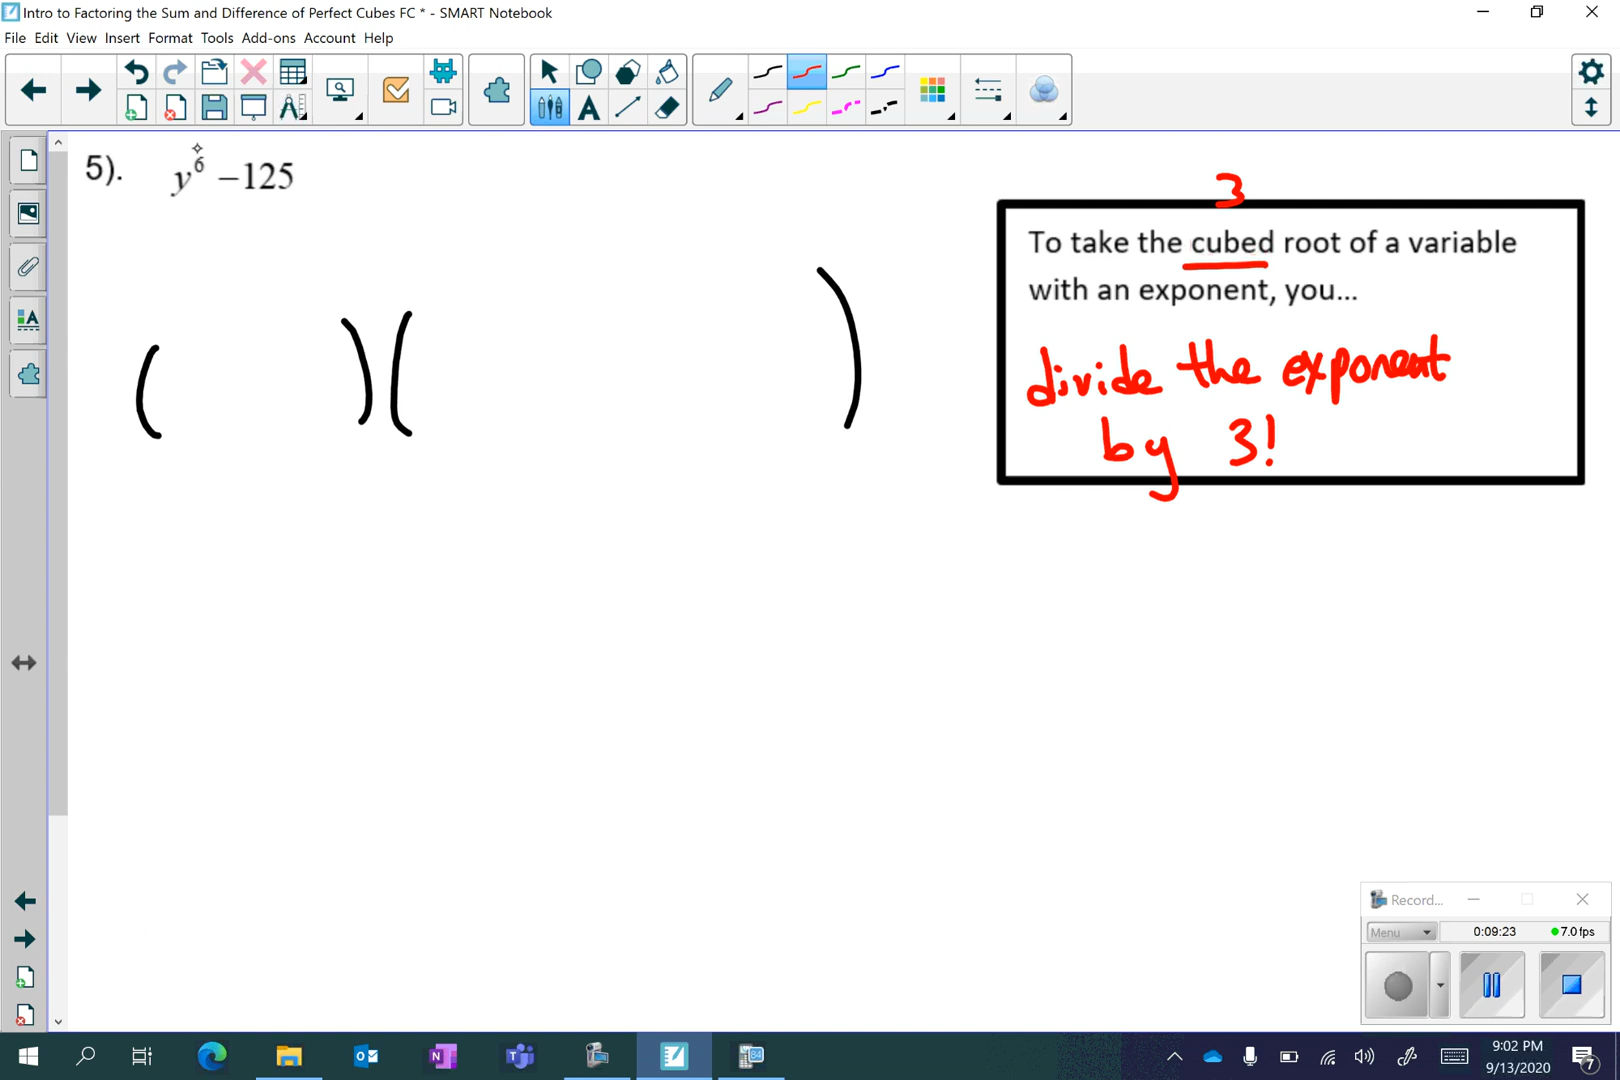 Intro to Factoring the Sum and Difference of Perfect Cubes FC * - SMART Notebook
File Edit View Insert Format Tools Add-ons Account Help
5). y⁶ −125
3
To take the cubed root of a variable
with an exponent, you...
divide the exponent
by 3!
( )( )
Record...
Menu 0:09:23 7.0 fps
9:02 PM
9/13/2020
7